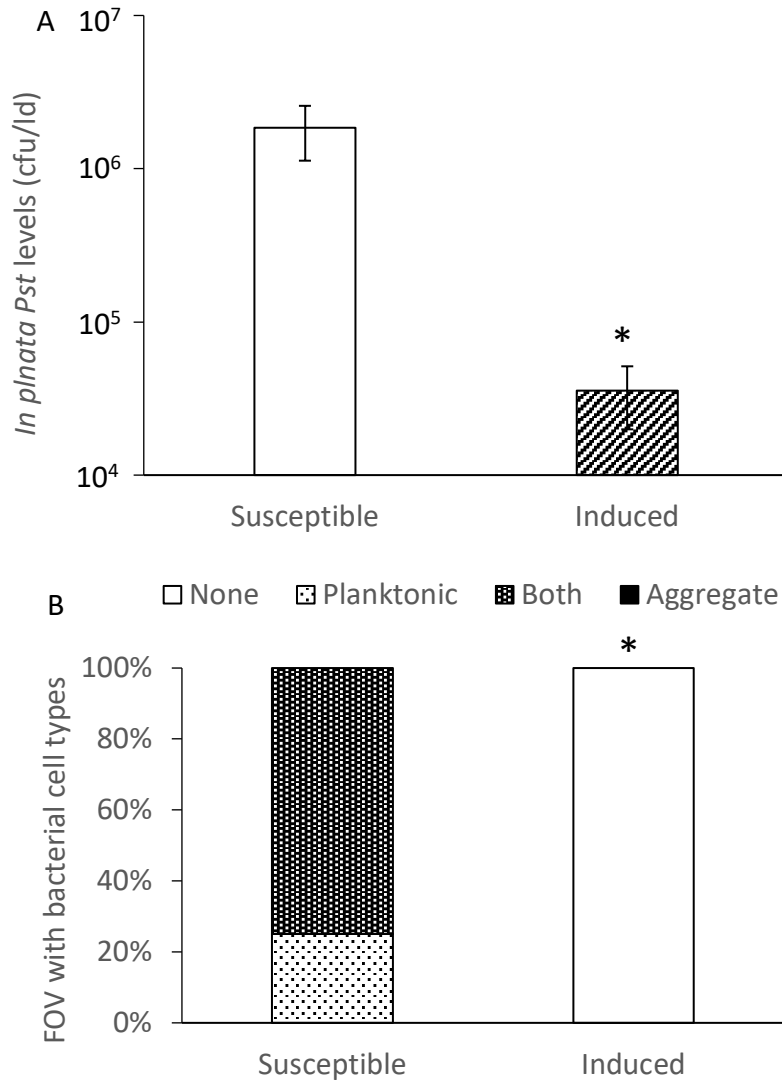 A
10⁷
10⁶
10⁵
10⁴
In plnata Pst levels (cfu/ld)
*
Susceptible Induced
B
None Planktonic Both Aggregate
*
100%
80%
60%
40%
20%
0%
FOV with bacterial cell types
Susceptible Induced